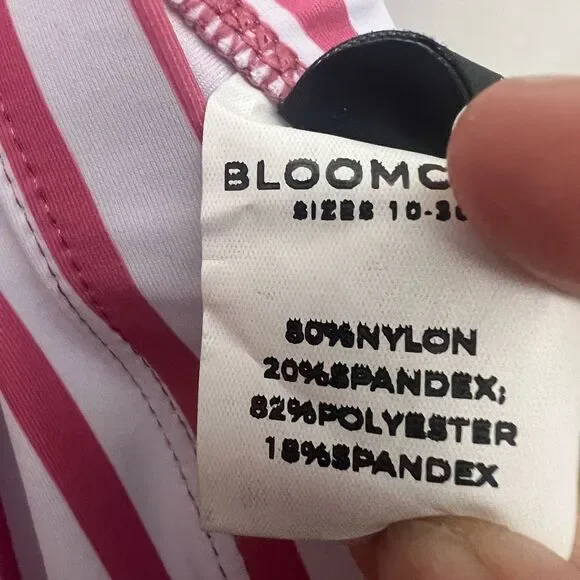 BLOOMC
SIZES 10-3
80%NYLON
20%SPANDEX;
82%POLYESTER
18%SPANDEX